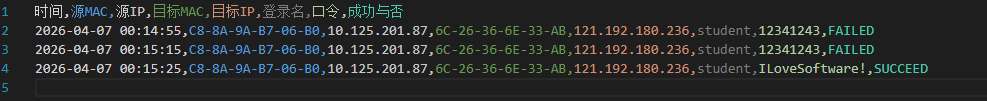 1 时间,源MAC,源IP,目标MAC,目标IP,登录名,口令,成功与否
2 2026-04-07 00:14:55,C8-8A-9A-B7-06-B0,10.125.201.87,6C-26-36-6E-33-AB,121.192.180.236,student,12341243,FAILED
3 2026-04-07 00:15:15,C8-8A-9A-B7-06-B0,10.125.201.87,6C-26-36-6E-33-AB,121.192.180.236,student,12341243,FAILED
4 2026-04-07 00:15:25,C8-8A-9A-B7-06-B0,10.125.201.87,6C-26-36-6E-33-AB,121.192.180.236,student,ILoveSoftware!,SUCCEED
5